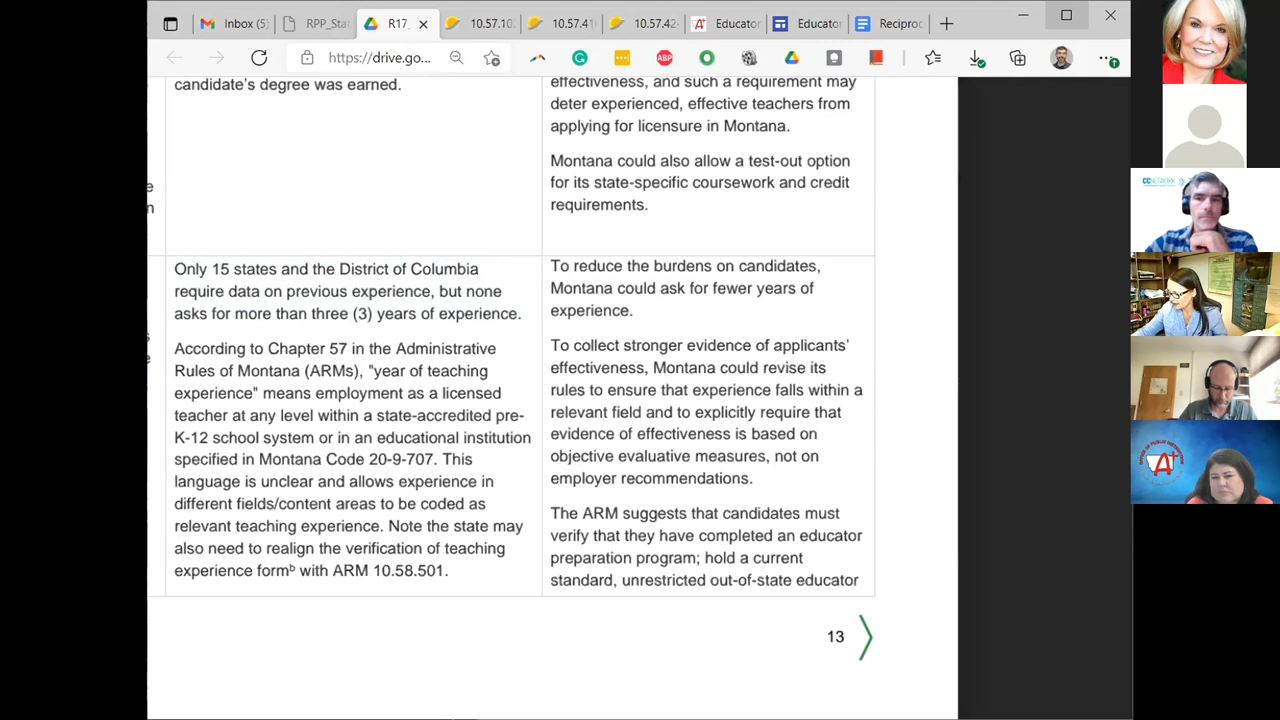 Inbox (5)
RPP_Sta
R17_
10.57.10
10.57.41
10.57.42
Educator
Educator
Reciproc
https://drive.go...
ABP
candidate's degree was earned.
effectiveness, and such a requirement may
deter experienced, effective teachers from
applying for licensure in Montana.
Montana could also allow a test-out option
for its state-specific coursework and credit
requirements.
e
n
Only 15 states and the District of Columbia
require data on previous experience, but none
asks for more than three (3) years of experience.
According to Chapter 57 in the Administrative
Rules of Montana (ARMs), "year of teaching
experience" means employment as a licensed
teacher at any level within a state-accredited pre-
K-12 school system or in an educational institution
specified in Montana Code 20-9-707. This
language is unclear and allows experience in
different fields/content areas to be coded as
relevant teaching experience. Note the state may
also need to realign the verification of teaching
experience formᵇ with ARM 10.58.501.
s
e
To reduce the burdens on candidates,
Montana could ask for fewer years of
experience.
To collect stronger evidence of applicants'
effectiveness, Montana could revise its
rules to ensure that experience falls within a
relevant field and to explicitly require that
evidence of effectiveness is based on
objective evaluative measures, not on
employer recommendations.
The ARM suggests that candidates must
verify that they have completed an educator
preparation program; hold a current
standard, unrestricted out-of-state educator
13
CCNETWORK
OFFICE OF PUBLIC INSTRUCTION